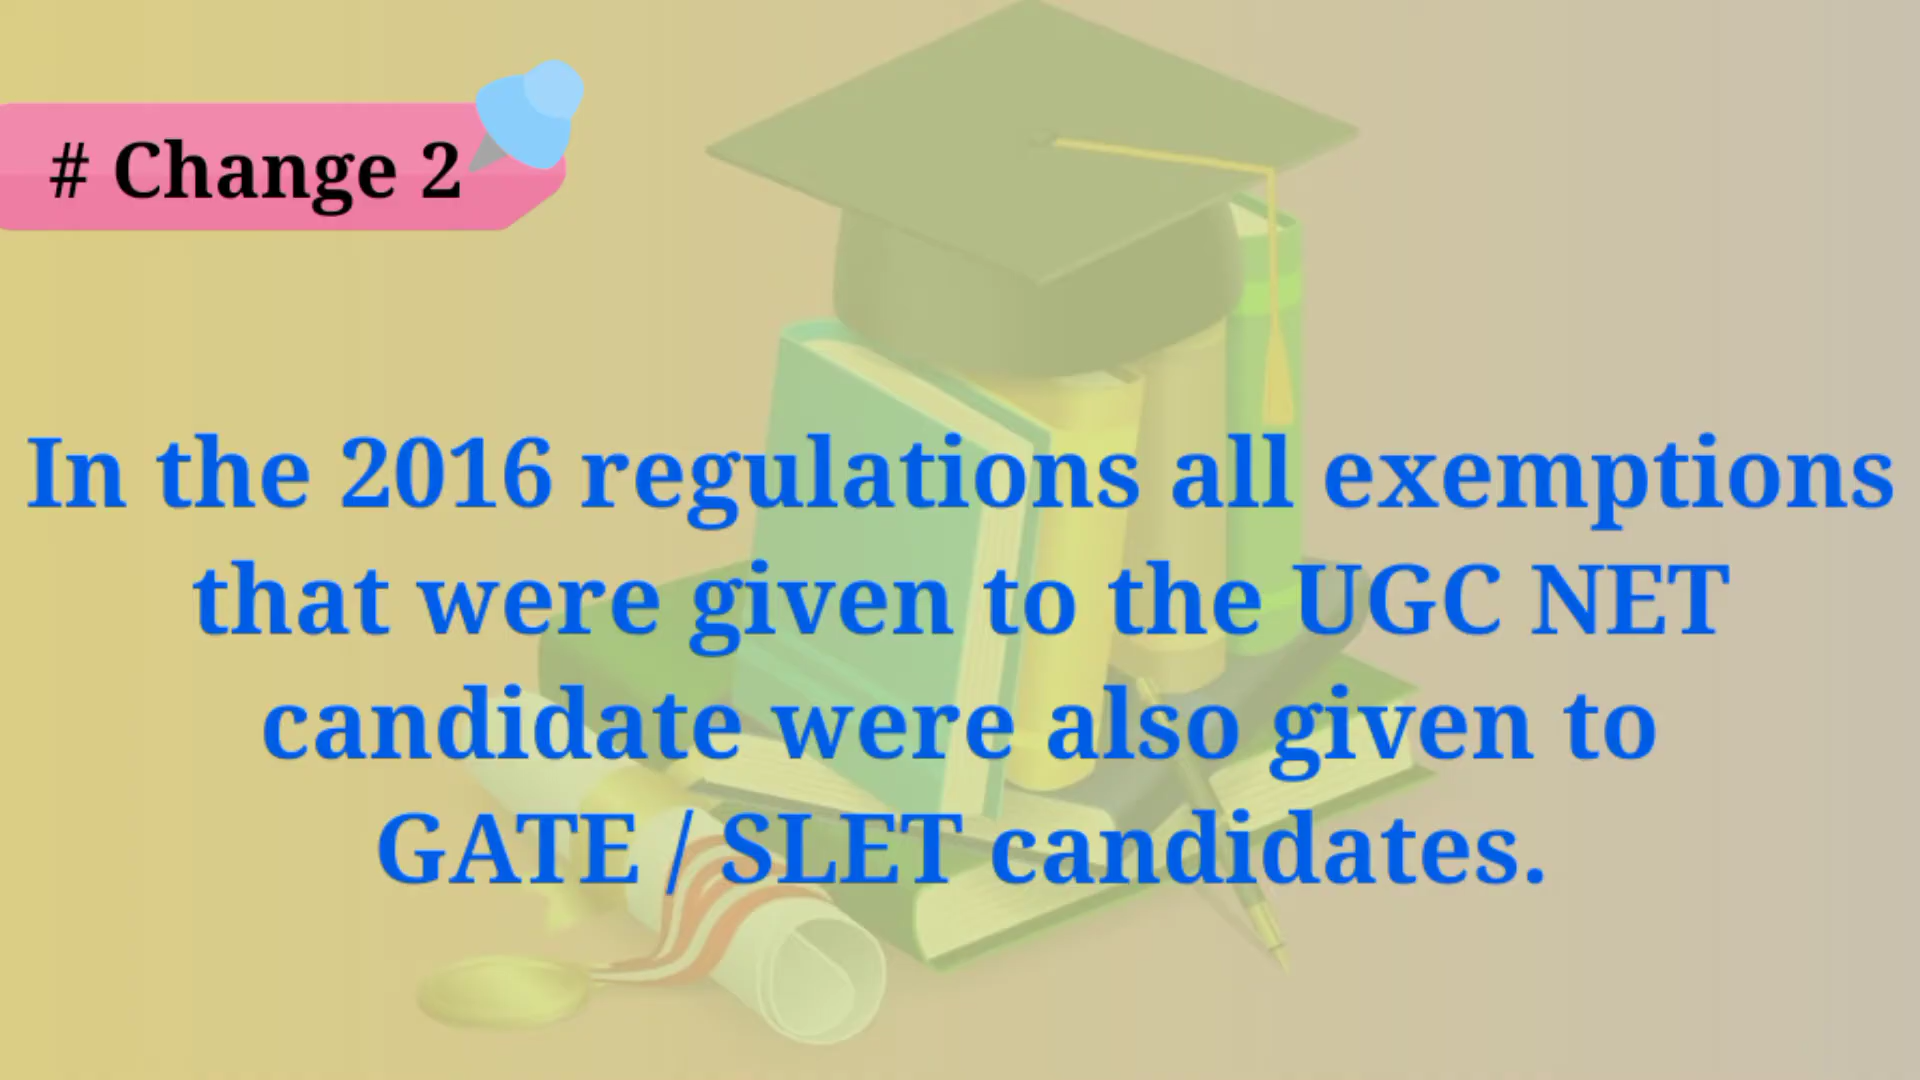 # Change 2
In the 2016 regulations all exemptions
that were given to the UGC NET
candidate were also given to
GATE / SLET candidates.